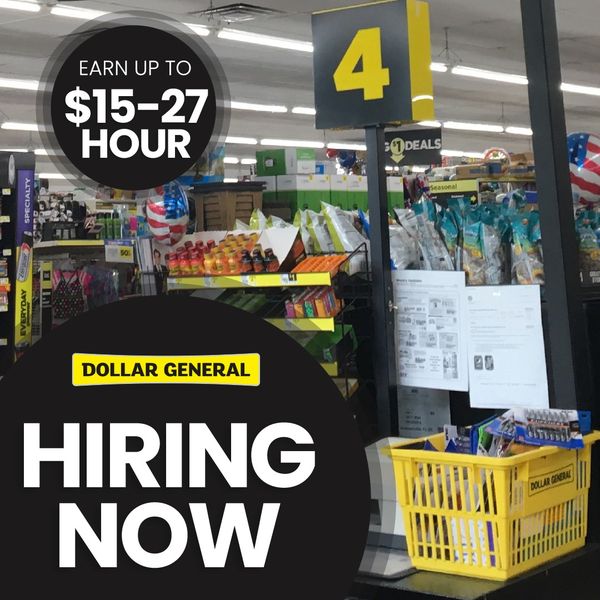 EARN UP TO
$15-27
HOUR
4
$1 DEALS
Seasonal
SPECIALTY
EVERYDAY
DOLLAR GENERAL
HIRING
NOW
DOLLAR GENERAL